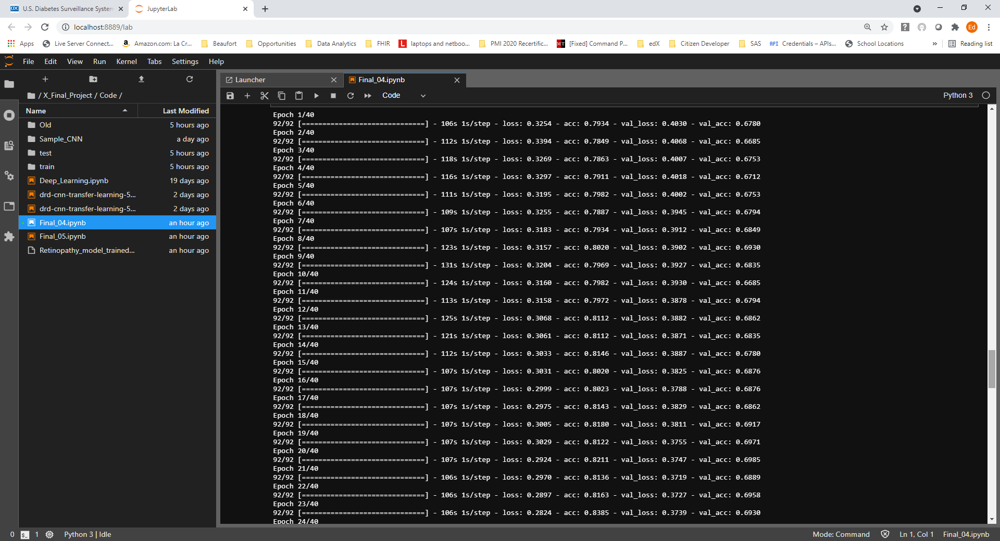 U.S. Diabetes Surveillance System
JupyterLab
localhost:8889/lab
Ed
Apps
Live Server Connect...
Amazon.com: La Cr...
Beaufort
Opportunities
Data Analytics
FHIR
laptops and netboo...
PMI 2020 Recertific...
[Fixed] Command P...
edX
Citizen Developer
SAS
API Credentials – APIs...
School Locations
»
Reading list
File Edit View Run Kernel Tabs Settings Help
/ X_Final_Project / Code /
Name Last Modified
Old 5 hours ago
Sample_CNN a day ago
test 5 hours ago
train 5 hours ago
Deep_Learning.ipynb 19 days ago
drd-cnn-transfer-learning-5... 2 days ago
drd-cnn-transfer-learning-5... 2 days ago
Final_04.ipynb an hour ago
Final_05.ipynb an hour ago
Retinopathy_model_trained... an hour ago
Launcher
Final_04.ipynb
Code
Python 3
Epoch 1/40
92/92 [==============================] - 106s 1s/step - loss: 0.3254 - acc: 0.7934 - val_loss: 0.4030 - val_acc: 0.6780
Epoch 2/40
92/92 [==============================] - 112s 1s/step - loss: 0.3394 - acc: 0.7849 - val_loss: 0.4068 - val_acc: 0.6685
Epoch 3/40
92/92 [==============================] - 118s 1s/step - loss: 0.3269 - acc: 0.7863 - val_loss: 0.4007 - val_acc: 0.6753
Epoch 4/40
92/92 [==============================] - 116s 1s/step - loss: 0.3297 - acc: 0.7911 - val_loss: 0.4018 - val_acc: 0.6712
Epoch 5/40
92/92 [==============================] - 111s 1s/step - loss: 0.3195 - acc: 0.7982 - val_loss: 0.4002 - val_acc: 0.6753
Epoch 6/40
92/92 [==============================] - 109s 1s/step - loss: 0.3255 - acc: 0.7887 - val_loss: 0.3945 - val_acc: 0.6794
Epoch 7/40
92/92 [==============================] - 107s 1s/step - loss: 0.3183 - acc: 0.7934 - val_loss: 0.3912 - val_acc: 0.6849
Epoch 8/40
92/92 [==============================] - 123s 1s/step - loss: 0.3157 - acc: 0.8020 - val_loss: 0.3902 - val_acc: 0.6930
Epoch 9/40
92/92 [==============================] - 131s 1s/step - loss: 0.3204 - acc: 0.7969 - val_loss: 0.3927 - val_acc: 0.6835
Epoch 10/40
92/92 [==============================] - 124s 1s/step - loss: 0.3160 - acc: 0.7982 - val_loss: 0.3930 - val_acc: 0.6685
Epoch 11/40
92/92 [==============================] - 113s 1s/step - loss: 0.3158 - acc: 0.7972 - val_loss: 0.3878 - val_acc: 0.6794
Epoch 12/40
92/92 [==============================] - 125s 1s/step - loss: 0.3068 - acc: 0.8112 - val_loss: 0.3882 - val_acc: 0.6862
Epoch 13/40
92/92 [==============================] - 121s 1s/step - loss: 0.3061 - acc: 0.8112 - val_loss: 0.3871 - val_acc: 0.6835
Epoch 14/40
92/92 [==============================] - 112s 1s/step - loss: 0.3033 - acc: 0.8146 - val_loss: 0.3887 - val_acc: 0.6780
Epoch 15/40
92/92 [==============================] - 107s 1s/step - loss: 0.3031 - acc: 0.8020 - val_loss: 0.3825 - val_acc: 0.6876
Epoch 16/40
92/92 [==============================] - 107s 1s/step - loss: 0.2999 - acc: 0.8023 - val_loss: 0.3788 - val_acc: 0.6876
Epoch 17/40
92/92 [==============================] - 107s 1s/step - loss: 0.2975 - acc: 0.8143 - val_loss: 0.3829 - val_acc: 0.6862
Epoch 18/40
92/92 [==============================] - 107s 1s/step - loss: 0.3005 - acc: 0.8180 - val_loss: 0.3811 - val_acc: 0.6917
Epoch 19/40
92/92 [==============================] - 107s 1s/step - loss: 0.3029 - acc: 0.8122 - val_loss: 0.3755 - val_acc: 0.6971
Epoch 20/40
92/92 [==============================] - 107s 1s/step - loss: 0.2924 - acc: 0.8211 - val_loss: 0.3747 - val_acc: 0.6985
Epoch 21/40
92/92 [==============================] - 106s 1s/step - loss: 0.2970 - acc: 0.8136 - val_loss: 0.3719 - val_acc: 0.6889
Epoch 22/40
92/92 [==============================] - 106s 1s/step - loss: 0.2897 - acc: 0.8163 - val_loss: 0.3727 - val_acc: 0.6958
Epoch 23/40
92/92 [==============================] - 106s 1s/step - loss: 0.2824 - acc: 0.8385 - val_loss: 0.3739 - val_acc: 0.6930
Epoch 24/40
0 1 Python 3 | Idle
Mode: Command Ln 1, Col 1 Final_04.ipynb